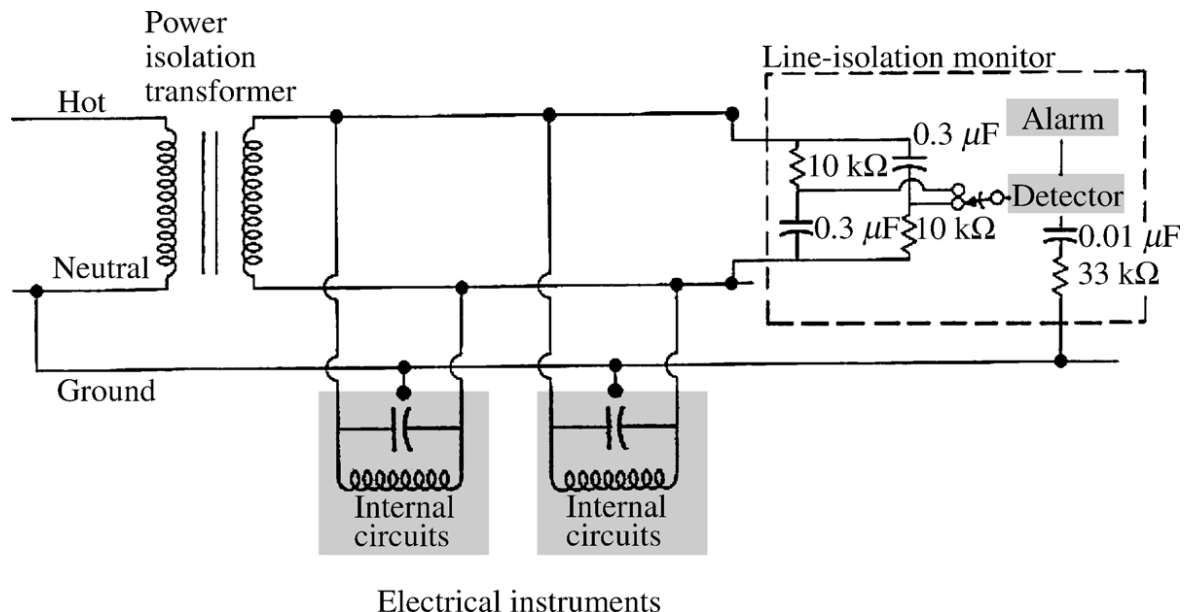 Power
isolation
transformer
Line-isolation monitor
Hot
Alarm
0.3 µF
10 kΩ
Detector
0.3 µF
10 kΩ
0.01 µF
33 kΩ
Neutral
Ground
Internal
circuits
Internal
circuits
Electrical instruments